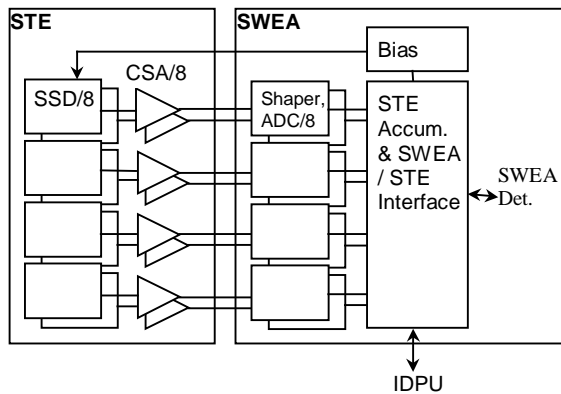 STE
SWEA
Bias
CSA/8
SSD/8
Shaper,
ADC/8
STE
Accum.
& SWEA
/ STE
Interface
SWEA
Det.
IDPU